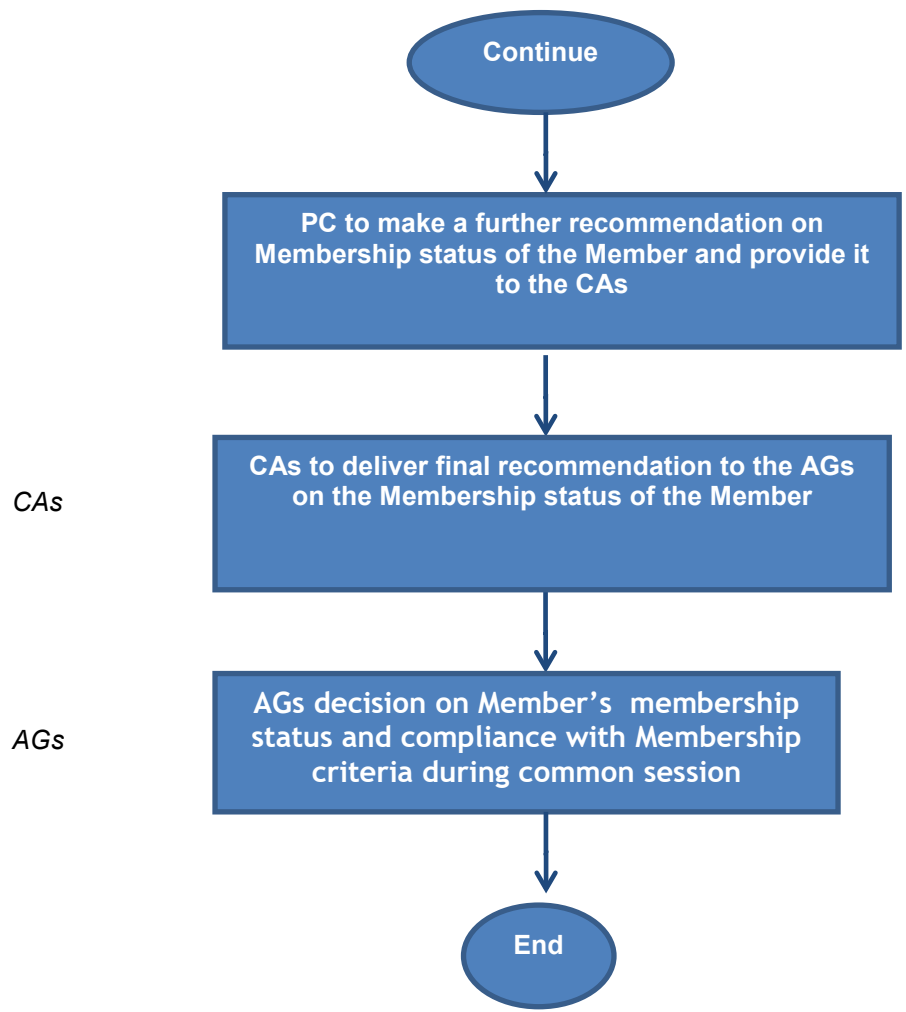 Continue
PC to make a further recommendation on
Membership status of the Member and provide it
to the CAs
CAs
CAs to deliver final recommendation to the AGs
on the Membership status of the Member
AGs
AGs decision on Member’s  membership
status and compliance with Membership
criteria during common session
End